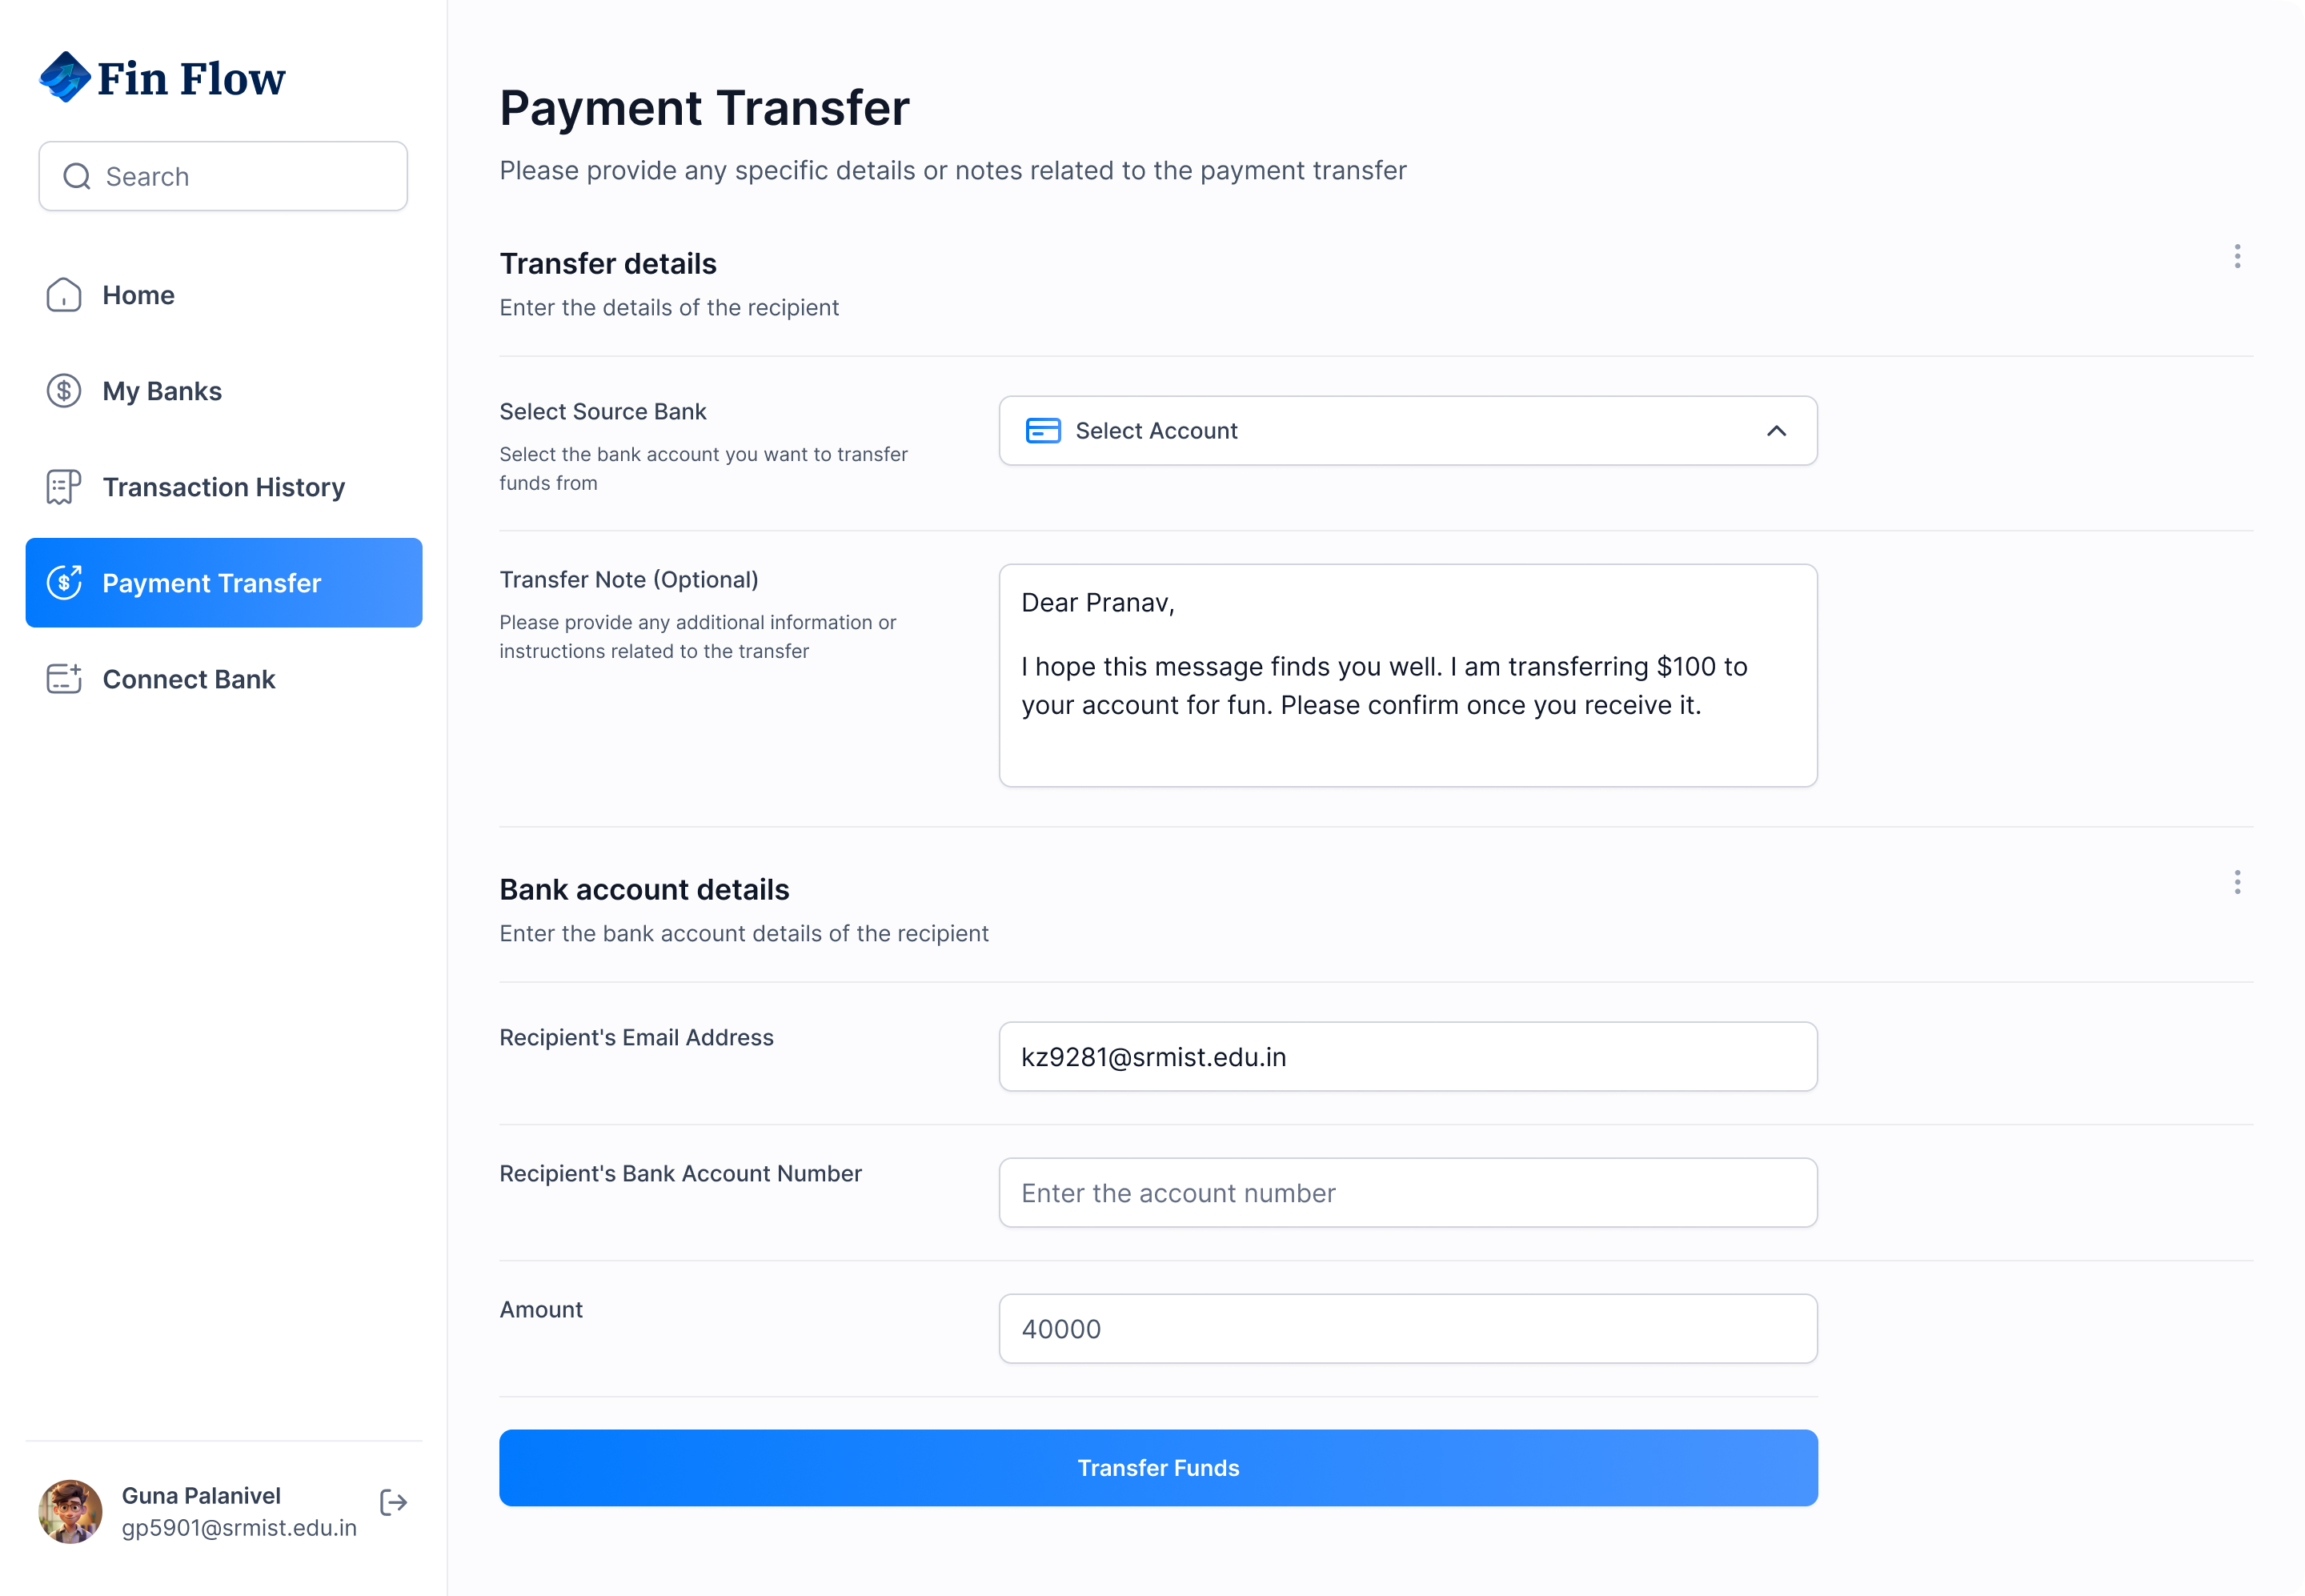 Fin Flow
Search
Home
My Banks
Transaction History
Payment Transfer
Connect Bank
Guna Palanivel
gp5901@srmist.edu.in
Payment Transfer
Please provide any specific details or notes related to the payment transfer
Transfer details
Enter the details of the recipient
Select Source Bank
Select the bank account you want to transfer
funds from
Select Account
Transfer Note (Optional)
Please provide any additional information or
instructions related to the transfer
Dear Pranav,
I hope this message finds you well. I am transferring $100 to
your account for fun. Please confirm once you receive it.
Bank account details
Enter the bank account details of the recipient
Recipient's Email Address
kz9281@srmist.edu.in
Recipient's Bank Account Number
Enter the account number
Amount
40000
Transfer Funds